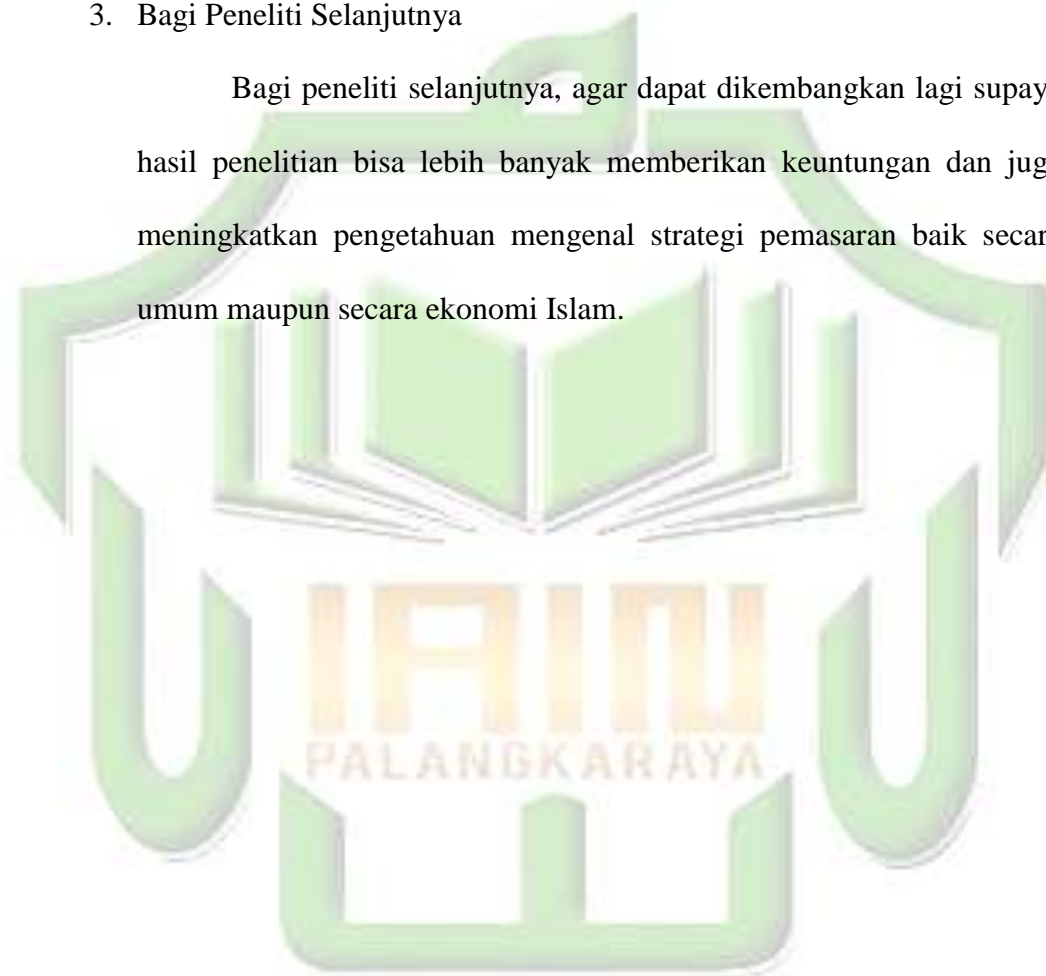 3. Bagi Peneliti Selanjutnya
Bagi peneliti selanjutnya, agar dapat dikembangkan lagi supay
hasil penelitian bisa lebih banyak memberikan keuntungan dan jug
meningkatkan pengetahuan mengenal strategi pemasaran baik secar
umum maupun secara ekonomi Islam.
IAIN
PALANGKARAYA